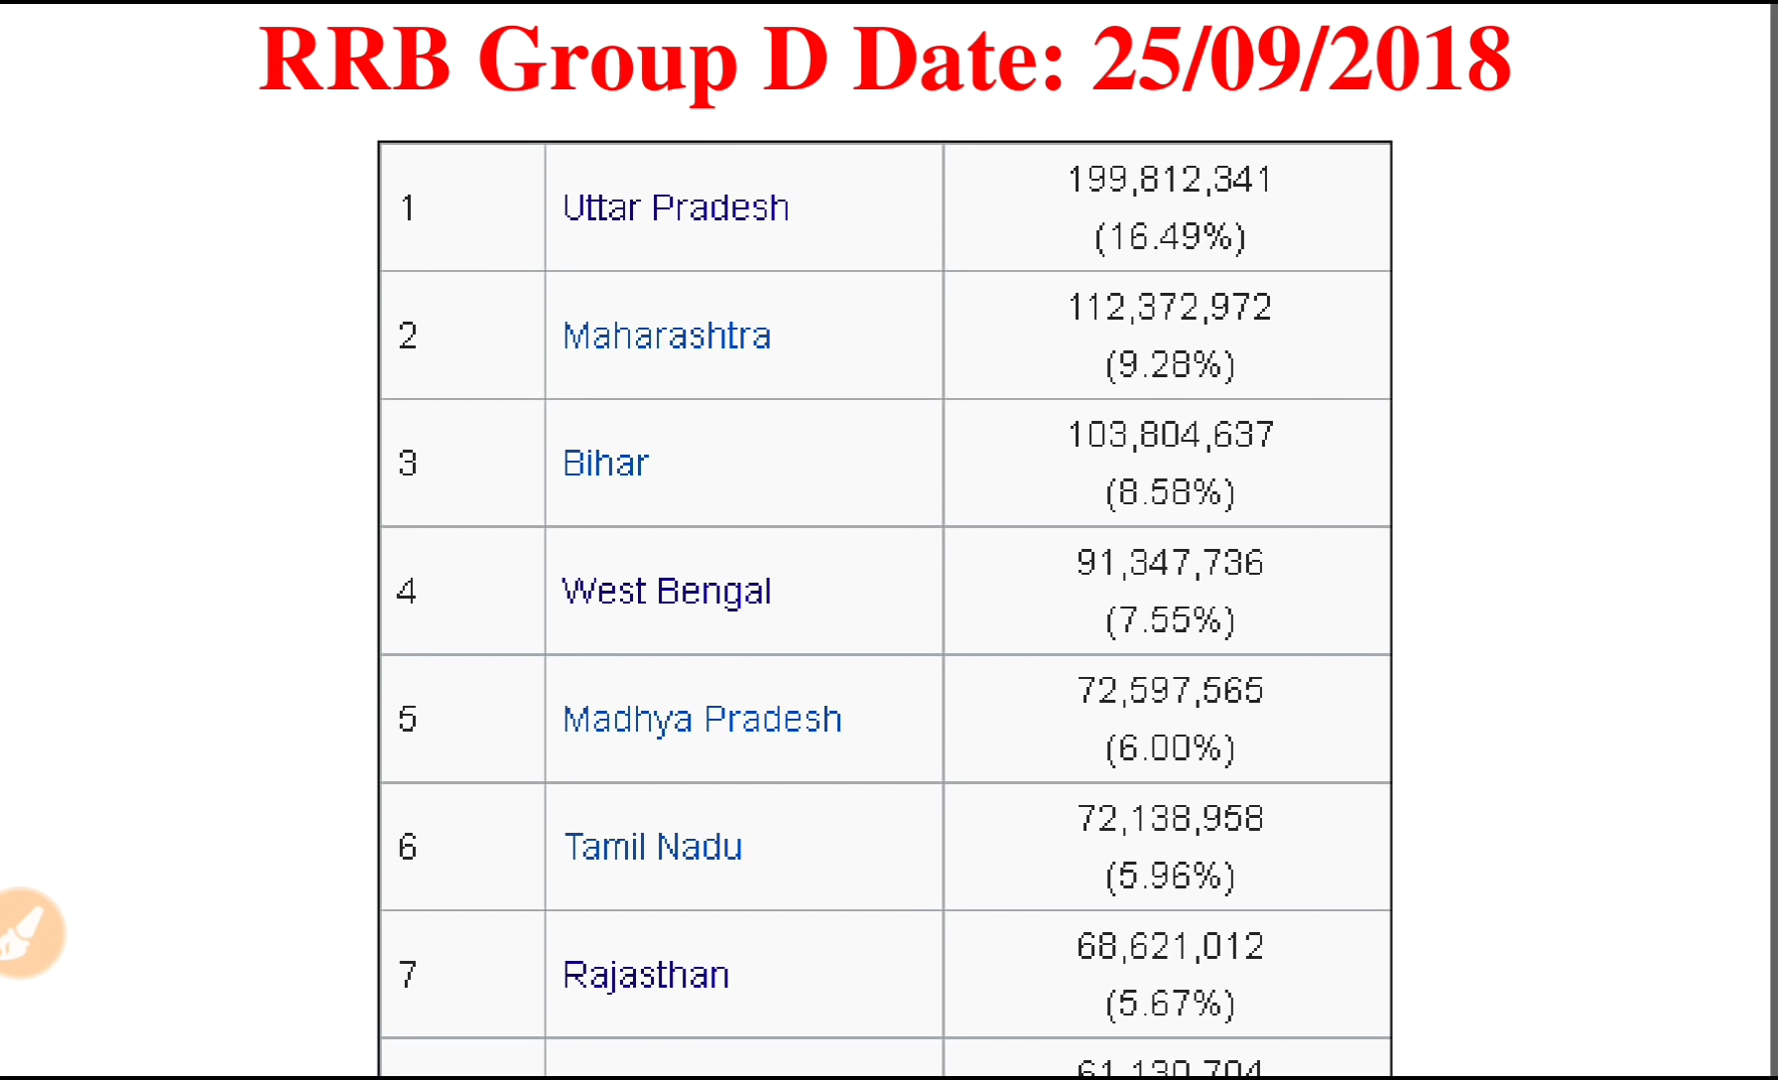 RRB Group D Date: 25/09/2018
1 Uttar Pradesh 199,812,341
(16.49%)
2 Maharashtra 112,372,972
(9.28%)
3 Bihar 103,804,637
(8.58%)
4 West Bengal 91,347,736
(7.55%)
5 Madhya Pradesh 72,597,565
(6.00%)
6 Tamil Nadu 72,138,958
(5.96%)
7 Rajasthan 68,621,012
(5.67%)
61,130,704